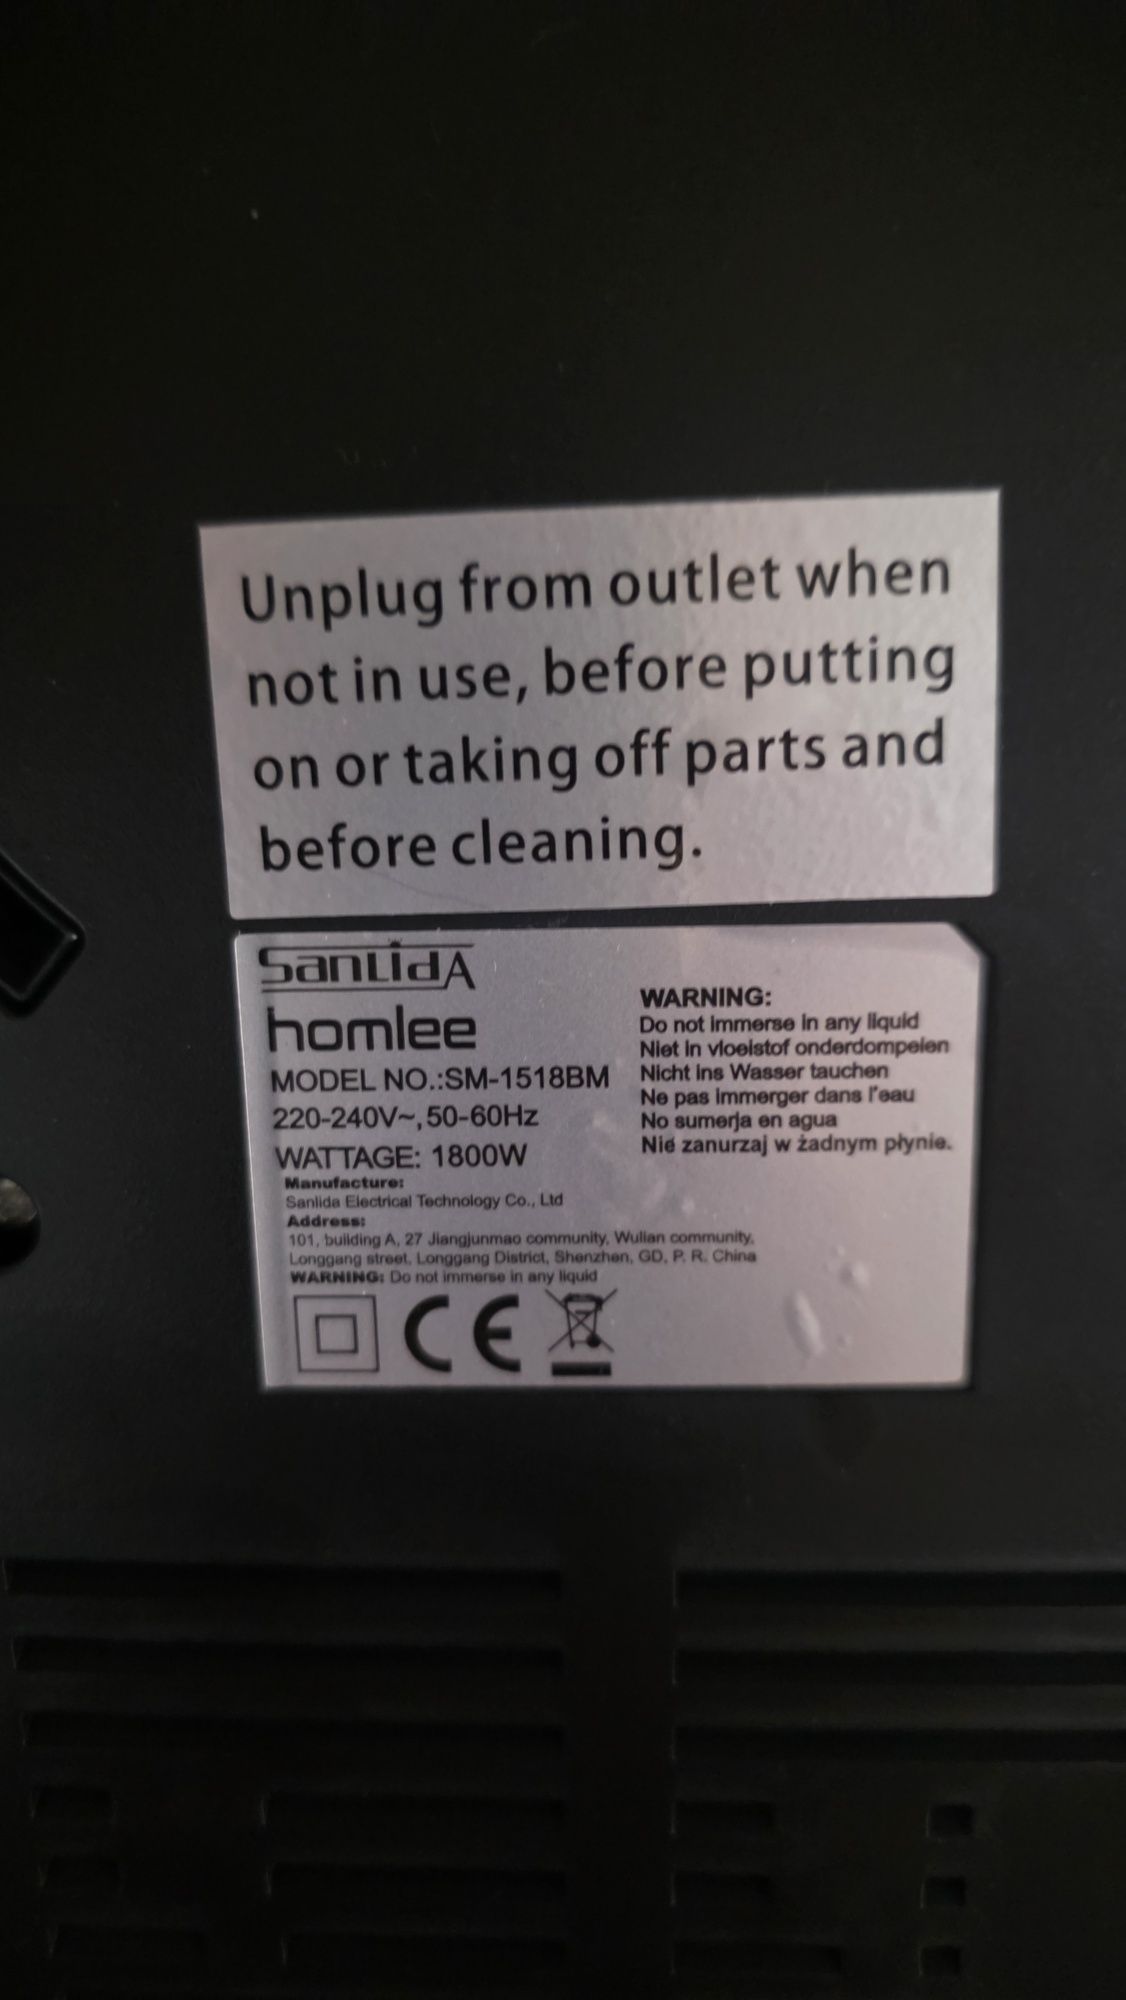 Unplug from outlet when
not in use, before putting
on or taking off parts and
before cleaning.
SanLidA
homlee
MODEL NO.:SM-1518BM
220-240V~,50-60Hz
WATTAGE: 1800W
Manufacture:
Sanlida Electrical Technology Co., Ltd
Address:
101, building A, 27 Jiangjunmao community, Wulian community,
Longgang street, Longgang District, Shenzhen, GD, P. R. China
WARNING: Do not immerse in any liquid
CE
WARNING:
Do not immerse in any liquid
Niet in vloeistof onderdompelen
Nicht ins Wasser tauchen
Ne pas immerger dans l'eau
No sumerja en agua
Nie zanurzaj w żadnym płynie.